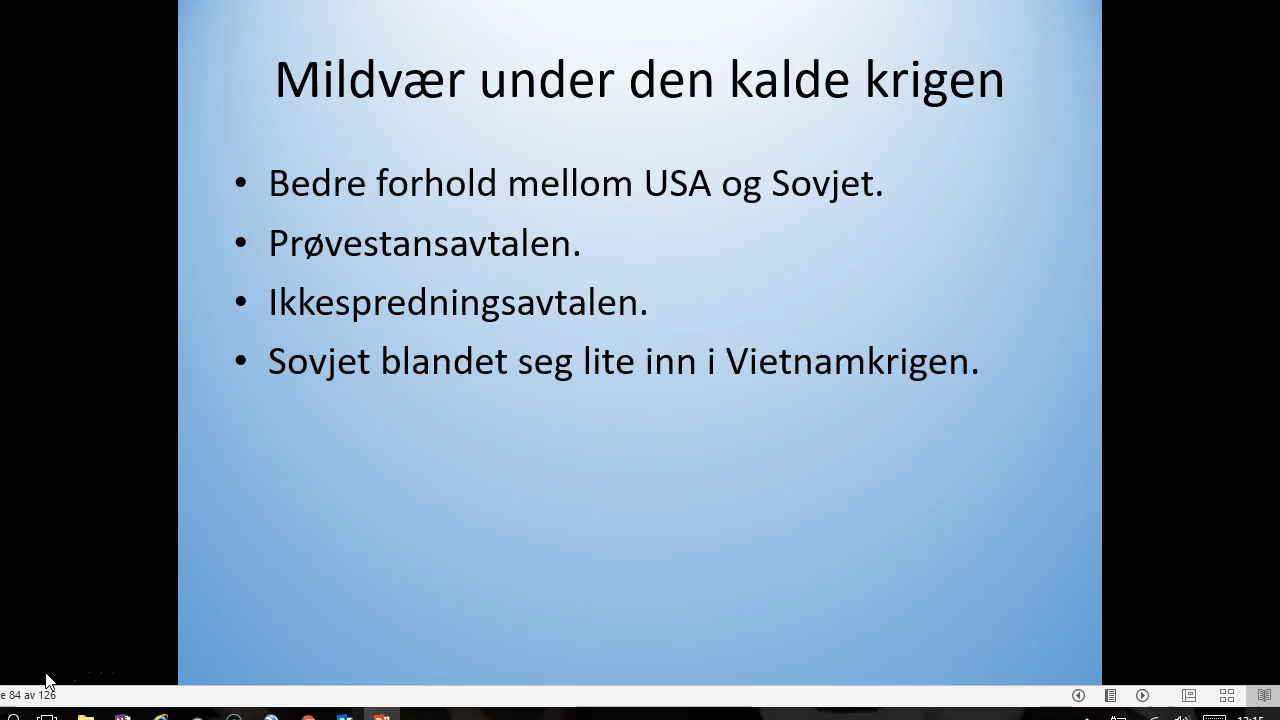 Mildvær under den kalde krigen
• Bedre forhold mellom USA og Sovjet.
• Prøvestansavtalen.
• Ikkespredningsavtalen.
• Sovjet blandet seg lite inn i Vietnamkrigen.
e 84 av 126